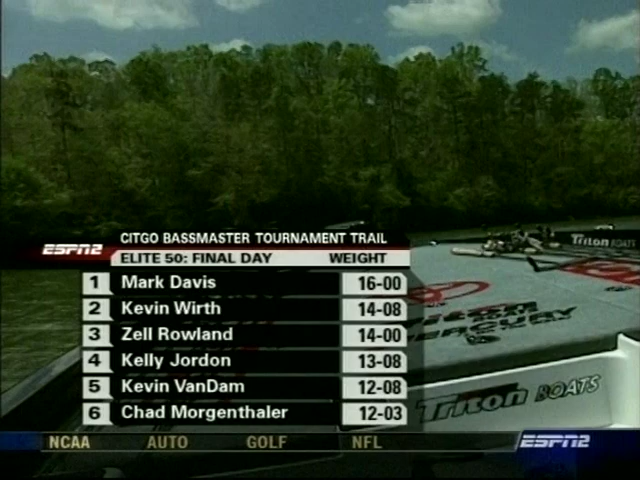 CITGO BASSMASTER TOURNAMENT TRAIL
ESPN2
ELITE 50: FINAL DAY WEIGHT
1 Mark Davis 16-00
2 Kevin Wirth 14-08
3 Zell Rowland 14-00
4 Kelly Jordon 13-08
5 Kevin VanDam 12-08
6 Chad Morgenthaler 12-03
Triton BOATS
MERCURY
Triton BOATS
NCAA AUTO GOLF NFL ESPN2